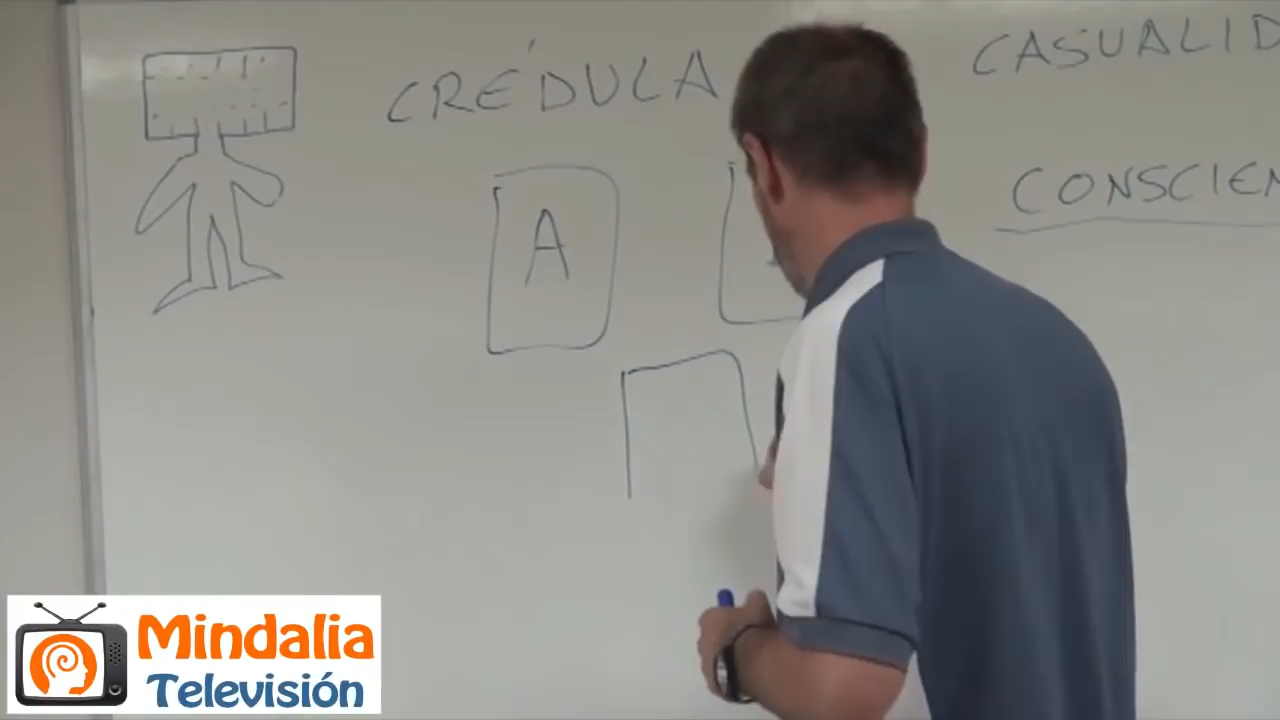 CRÉDULA
CASUALID
CONSCIEN
A
Mindalia
Televisión